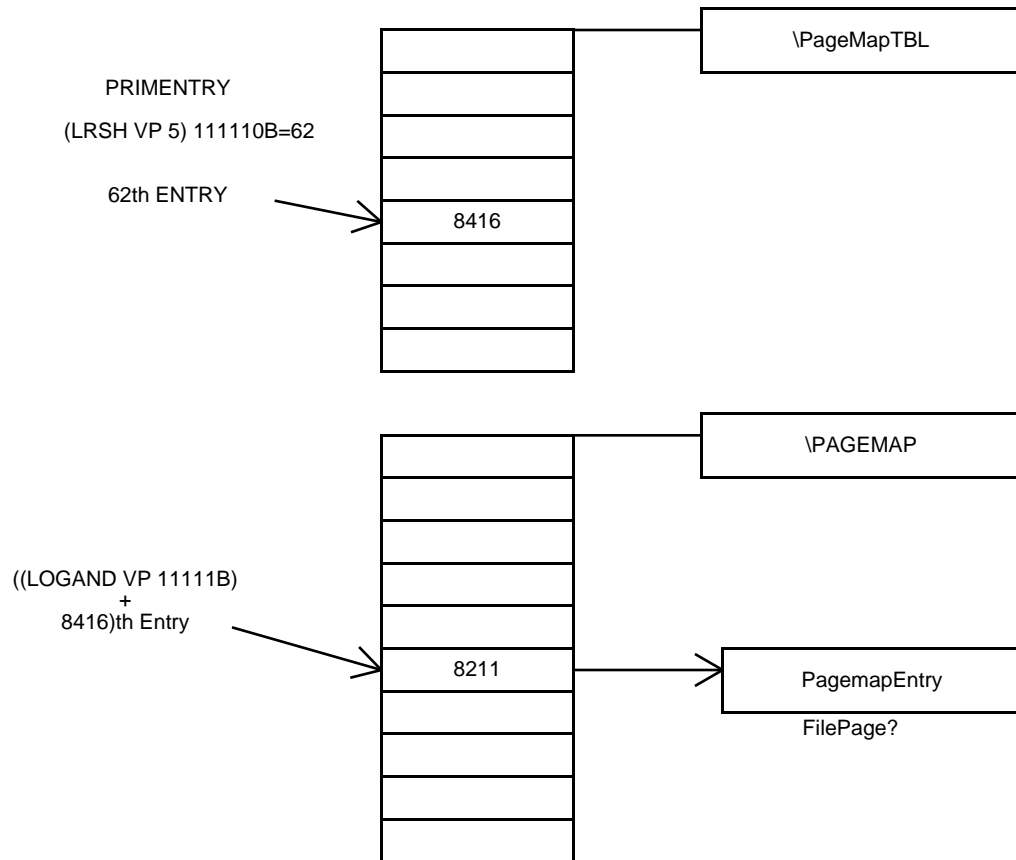 \PageMapTBL
PRIMENTRY
(LRSH VP 5) 111110B=62
62th ENTRY
8416
\PAGEMAP
((LOGAND VP 11111B)
+
8416)th Entry
8211
PagemapEntry
FilePage?